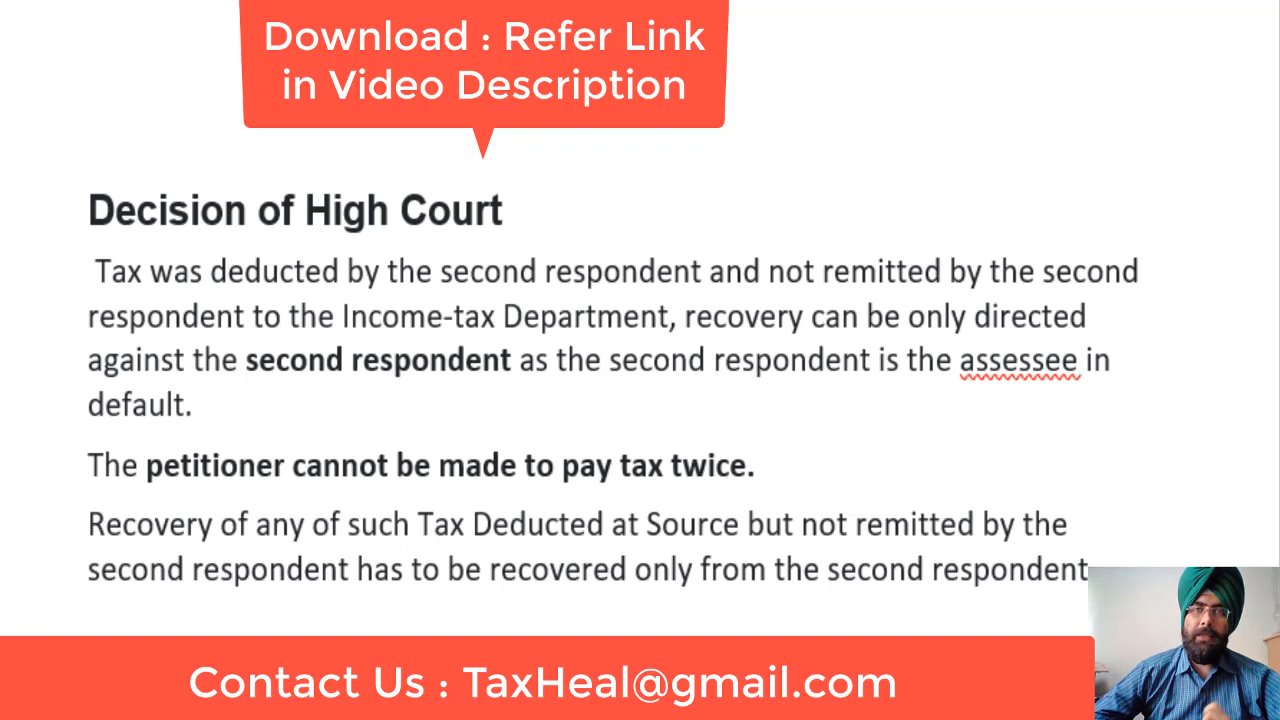 Download : Refer Link
in Video Description
Decision of High Court
Tax was deducted by the second respondent and not remitted by the second
respondent to the Income-tax Department, recovery can be only directed
against the second respondent as the second respondent is the assessee in
default.
The petitioner cannot be made to pay tax twice.
Recovery of any of such Tax Deducted at Source but not remitted by the
second respondent has to be recovered only from the second respondent
Contact Us : TaxHeal@gmail.com